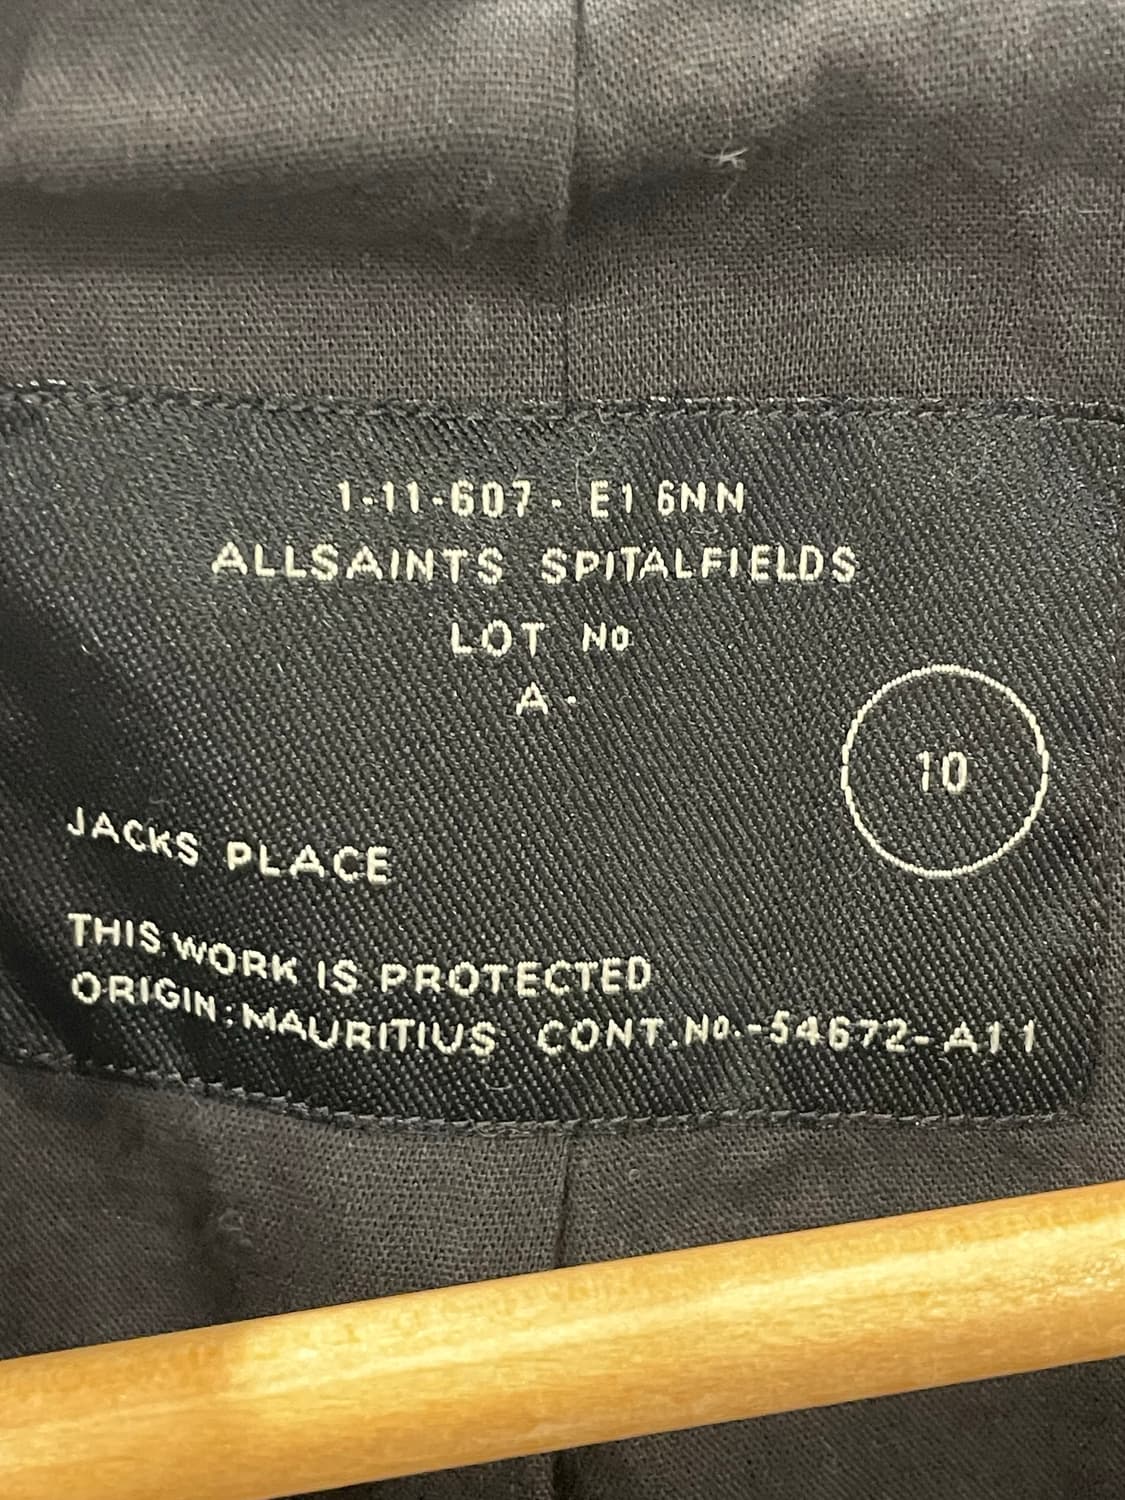 1-11-607 - E1 6NN
ALLSAINTS SPITALFIELDS
LOT No
A -
10
JACKS PLACE
THIS WORK IS PROTECTED
ORIGIN: MAURITIUS CONT. No.-54672-A11